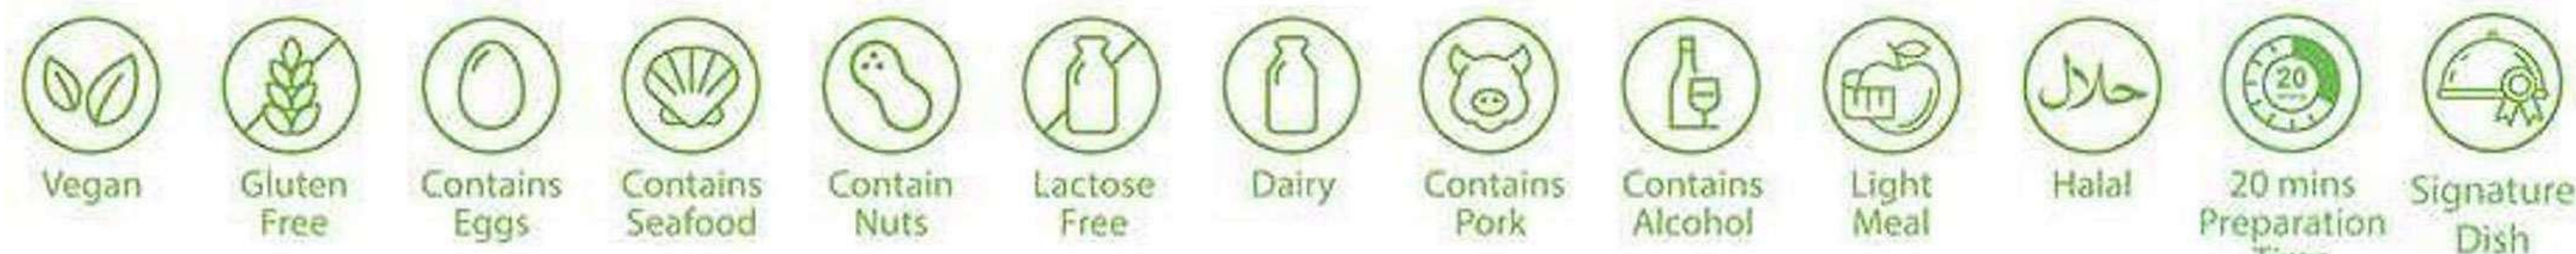 حلال
20
Vegan
Gluten
Free
Contains
Eggs
Contains
Seafood
Contain
Nuts
Lactose
Free
Dairy
Contains
Pork
Contains
Alcohol
Light
Meal
Halal
20 mins
Preparation
Signature
Dish